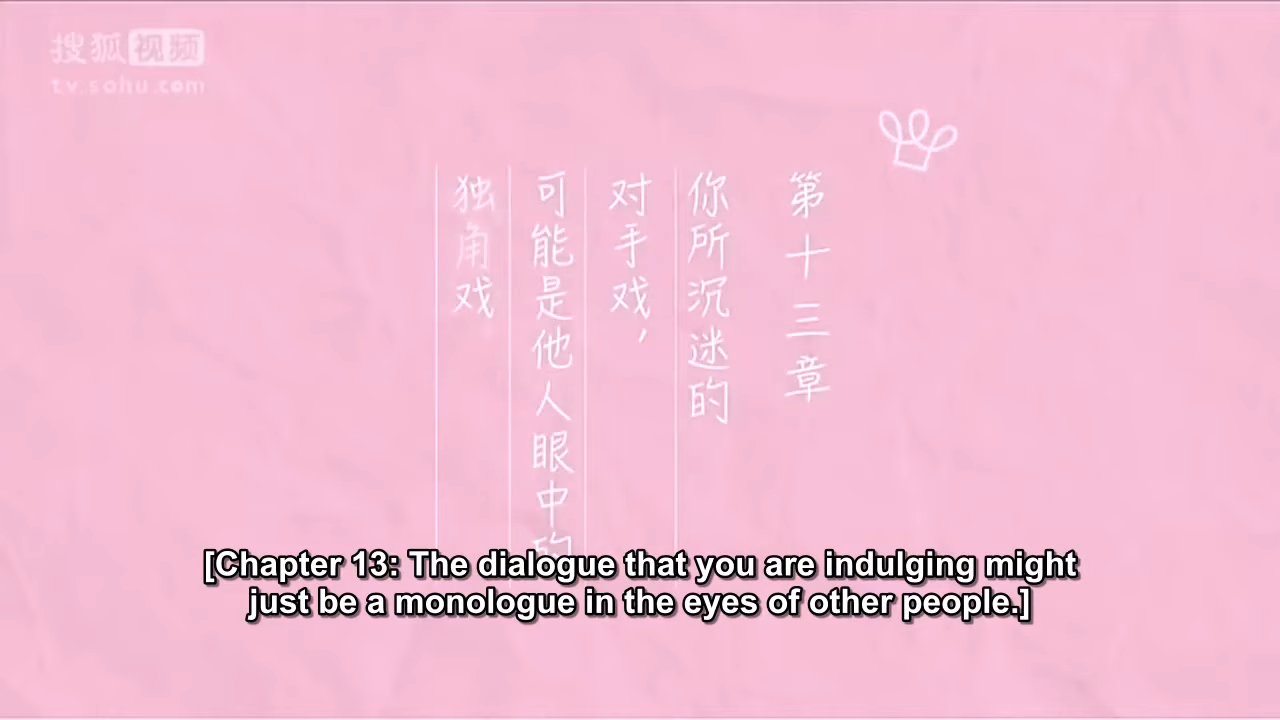 搜狐视频
tv.sohu.com
第十三章
你所沉迷的
对手戏，
可能是他人眼中的
独角戏
[Chapter 13: The dialogue that you are indulging might
just be a monologue in the eyes of other people.]